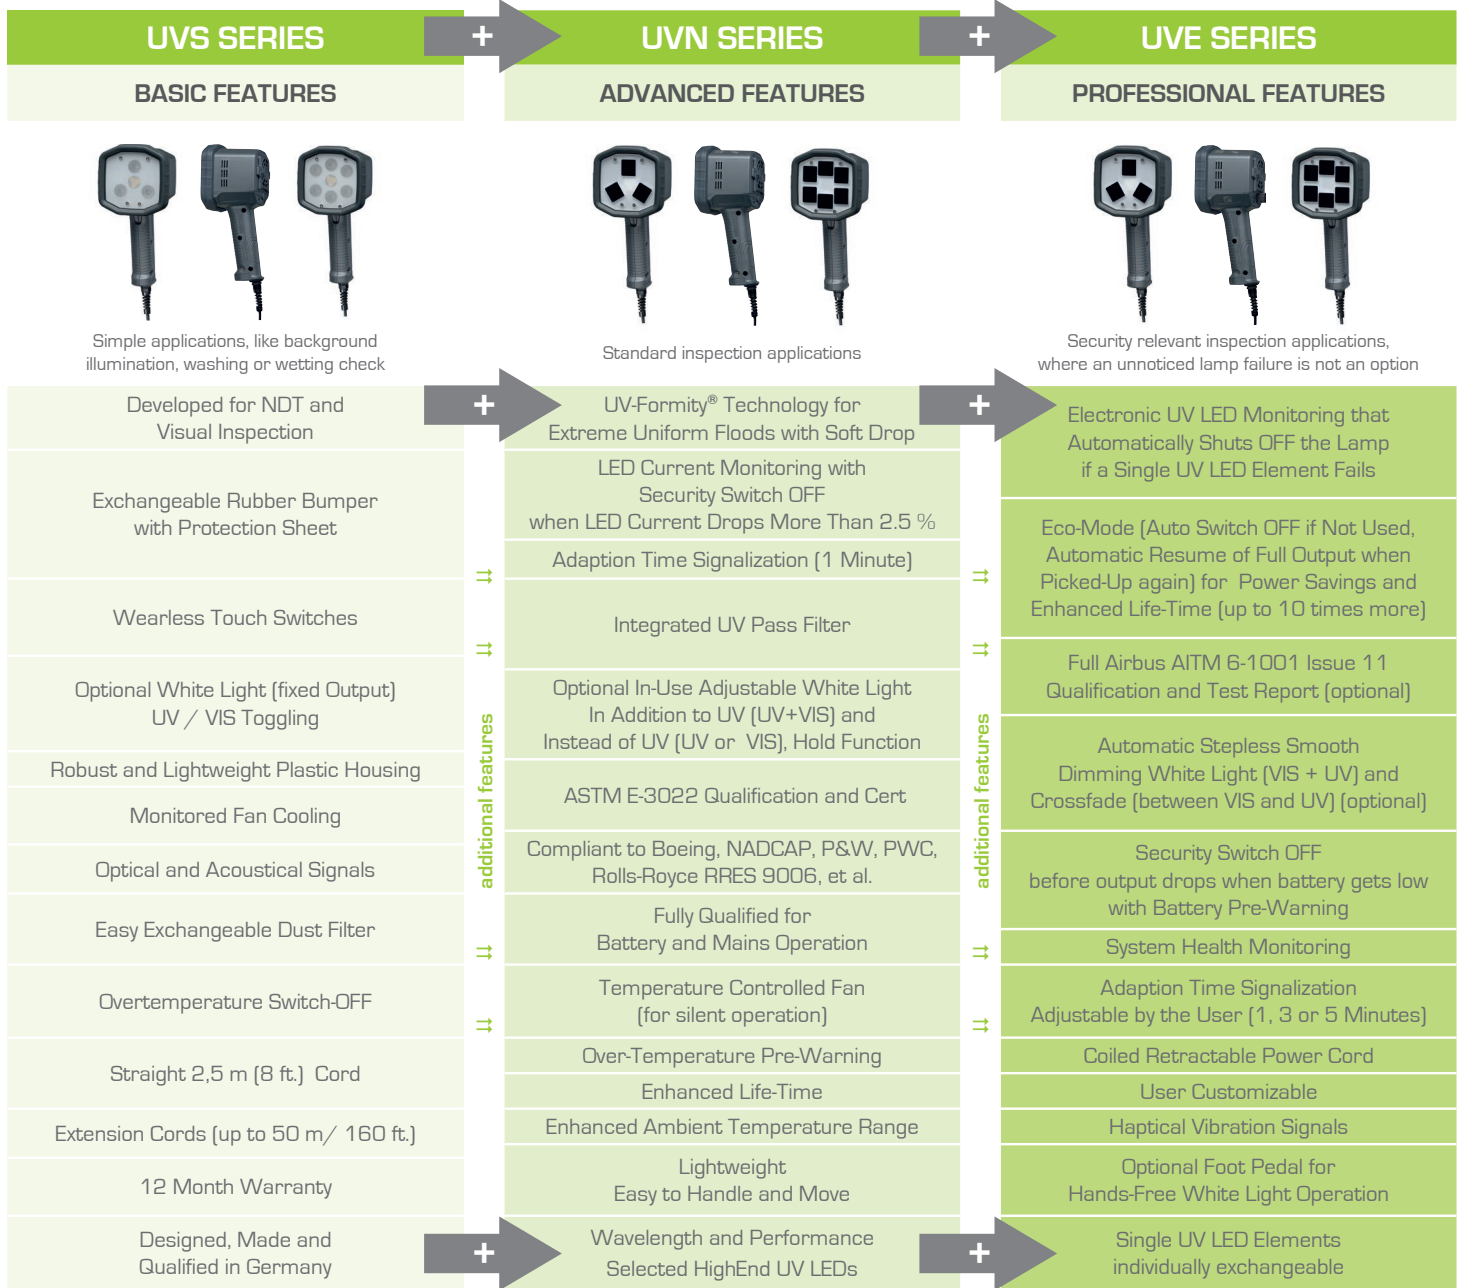 UVS SERIES
+
UVN SERIES
+
UVE SERIES
BASIC FEATURES
ADVANCED FEATURES
PROFESSIONAL FEATURES
Simple applications, like background
illumination, washing or wetting check
Standard inspection applications
Security relevant inspection applications,
where an unnoticed lamp failure is not an option
Developed for NDT and
Visual Inspection
Exchangeable Rubber Bumper
with Protection Sheet
Wearless Touch Switches
Optional White Light (fixed Output)
UV / VIS Toggling
Robust and Lightweight Plastic Housing
Monitored Fan Cooling
Optical and Acoustical Signals
Easy Exchangeable Dust Filter
Overtemperature Switch-OFF
Straight 2,5 m (8 ft.) Cord
Extension Cords (up to 50 m/ 160 ft.)
12 Month Warranty
Designed, Made and
Qualified in Germany
+
additional features
+
UV-Formity® Technology for
Extreme Uniform Floods with Soft Drop
LED Current Monitoring with
Security Switch OFF
when LED Current Drops More Than 2.5 %
Adaption Time Signalization (1 Minute)
Integrated UV Pass Filter
Optional In-Use Adjustable White Light
In Addition to UV (UV+VIS) and
Instead of UV (UV or VIS), Hold Function
ASTM E-3022 Qualification and Cert
Compliant to Boeing, NADCAP, P&W, PWC,
Rolls-Royce RRES 9006, et al.
Fully Qualified for
Battery and Mains Operation
Temperature Controlled Fan
(for silent operation)
Over-Temperature Pre-Warning
Enhanced Life-Time
Enhanced Ambient Temperature Range
Lightweight
Easy to Handle and Move
Wavelength and Performance
Selected HighEnd UV LEDs
+
additional features
+
Electronic UV LED Monitoring that
Automatically Shuts OFF the Lamp
if a Single UV LED Element Fails
Eco-Mode (Auto Switch OFF if Not Used,
Automatic Resume of Full Output when
Picked-Up again) for Power Savings and
Enhanced Life-Time (up to 10 times more)
Full Airbus AITM 6-1001 Issue 11
Qualification and Test Report (optional)
Automatic Stepless Smooth
Dimming White Light (VIS + UV) and
Crossfade (between VIS and UV) (optional)
Security Switch OFF
before output drops when battery gets low
with Battery Pre-Warning
System Health Monitoring
Adaption Time Signalization
Adjustable by the User (1, 3 or 5 Minutes)
Coiled Retractable Power Cord
User Customizable
Haptical Vibration Signals
Optional Foot Pedal for
Hands-Free White Light Operation
Single UV LED Elements
individually exchangeable